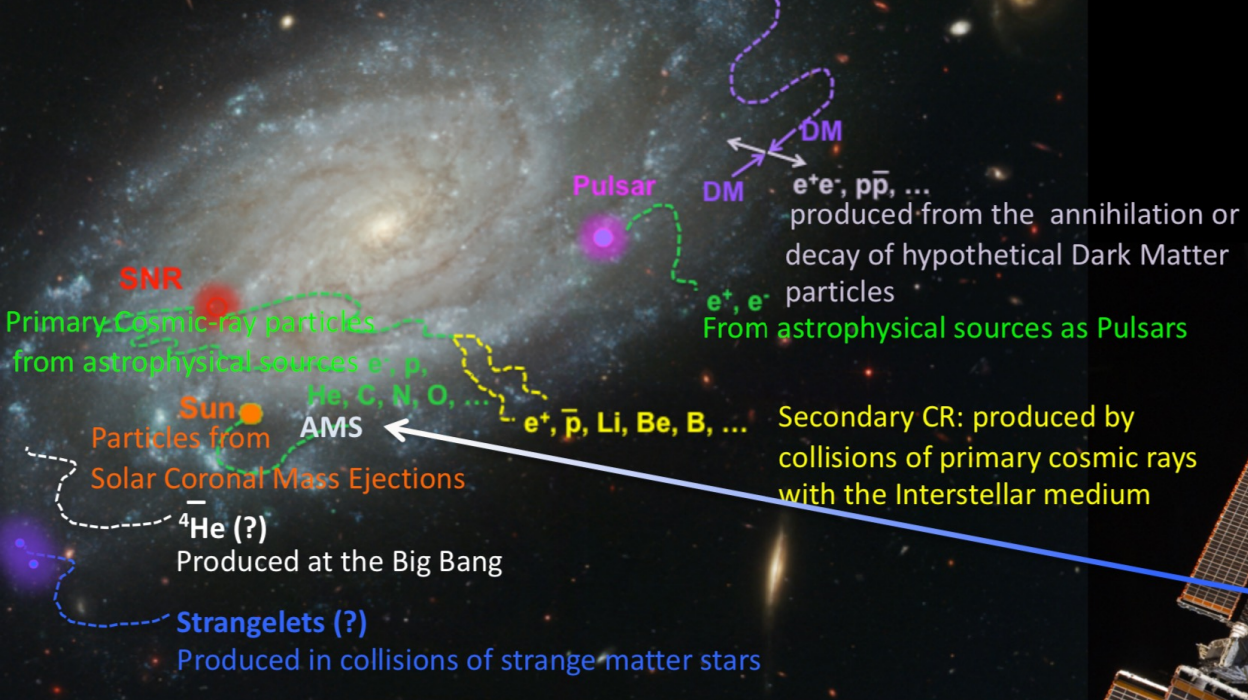 DM
Pulsar
DM
e⁺e⁻, pp̅, ...
produced from the annihilation or
decay of hypothetical Dark Matter
particles
e⁺, e⁻
From astrophysical sources as Pulsars
SNR
Primary Cosmic-ray particles
from astrophysical sources e⁻, p,
He, C, N, O, ...
Sun
AMS
Particles from
Solar Coronal Mass Ejections
e⁺, p̅, Li, Be, B, ...
Secondary CR: produced by
collisions of primary cosmic rays
with the Interstellar medium
⁴H̅e (?)
Produced at the Big Bang
Strangelets (?)
Produced in collisions of strange matter stars